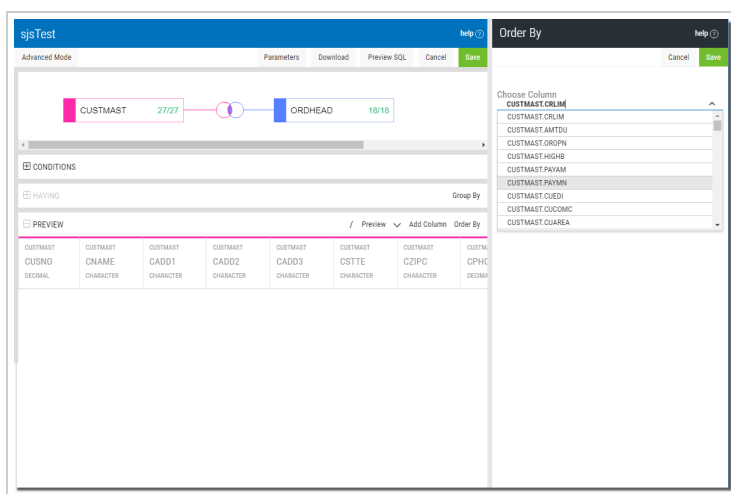 sjsTest help ?
Advanced Mode Parameters Download Preview SQL Cancel Save
CUSTMAST 27/27 ORDHEAD 18/18
CONDITIONS
HAVING Group By
PREVIEW / Preview Add Column Order By
CUSTMAST CUSTMAST CUSTMAST CUSTMAST CUSTMAST CUSTMAST CUSTMAST CUSTM
CUSNO CNAME CADD1 CADD2 CADD3 CSTTE CZIPC CPHO
DECIMAL CHARACTER CHARACTER CHARACTER CHARACTER CHARACTER CHARACTER DECIMA
Order By help ?
Cancel Save
Choose Column
CUSTMAST.CRLIM
CUSTMAST.CRLIM
CUSTMAST.AMTDU
CUSTMAST.OROPN
CUSTMAST.HIGHB
CUSTMAST.PAYAM
CUSTMAST.PAYMN
CUSTMAST.CUEDI
CUSTMAST.CUCOMC
CUSTMAST.CUAREA